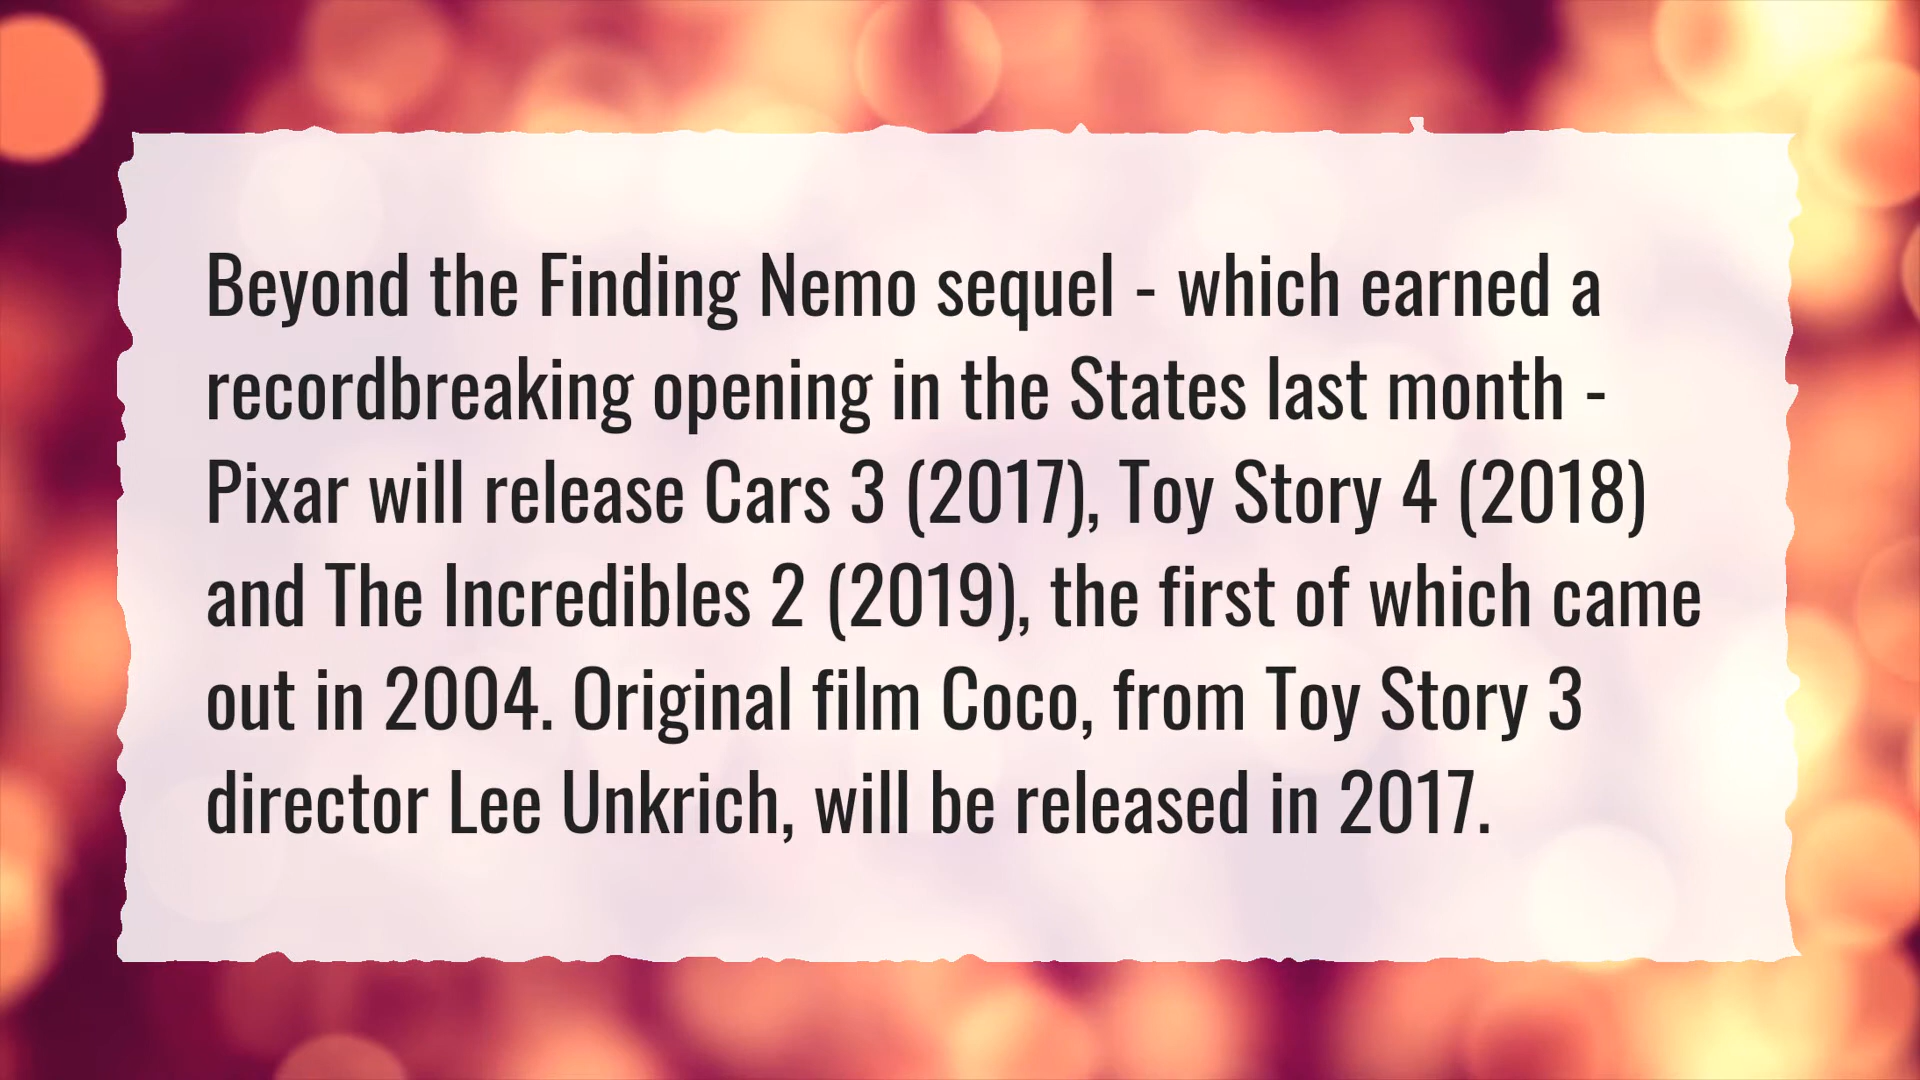 Beyond the Finding Nemo sequel - which earned a
recordbreaking opening in the States last month -
Pixar will release Cars 3 (2017), Toy Story 4 (2018)
and The Incredibles 2 (2019), the first of which came
out in 2004. Original film Coco, from Toy Story 3
director Lee Unkrich, will be released in 2017.